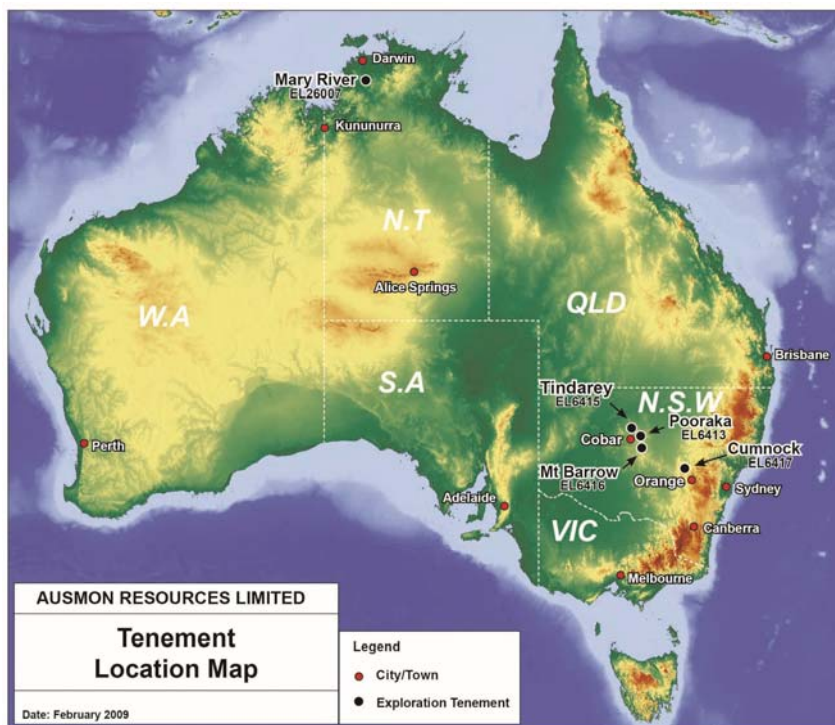 Darwin
Mary River
EL26007
Kununurra
N.T
Alice Springs
W.A
QLD
S.A
Brisbane
Tindarey
EL6415
N.S.W
Pooraka
EL6413
Cobar
Cumnock
EL6417
Mt Barrow
EL6416
Orange
Sydney
Perth
Adelaide
Canberra
VIC
Melbourne
AUSMON RESOURCES LIMITED
Tenement
Location Map
Date: February 2009
Legend
City/Town
Exploration Tenement